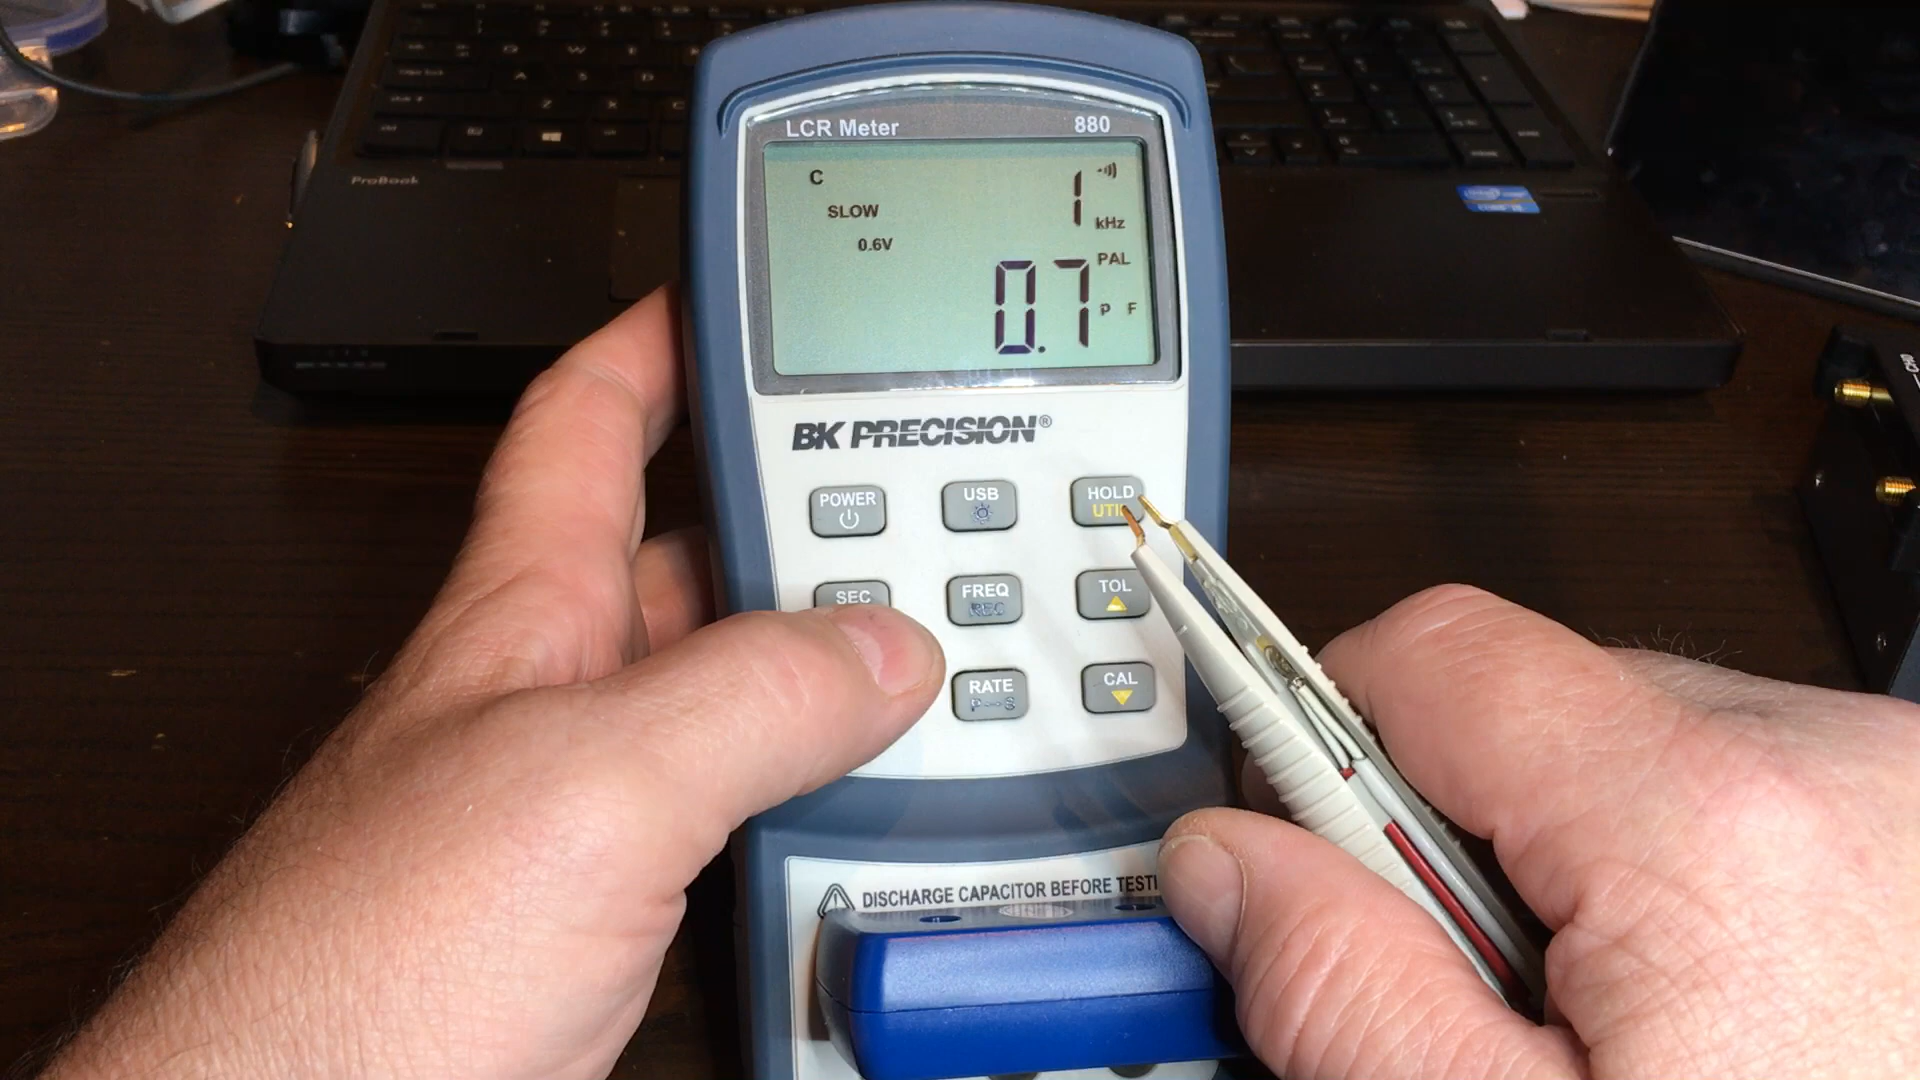 ProBook
LCR Meter 880
C 1
SLOW kHz
0.6V PAL
0.7 P F
BK PRECISION®
POWER USB HOLD
SEC FREQ TOL
REC
RATE CAL
P↔S
DISCHARGE CAPACITOR BEFORE